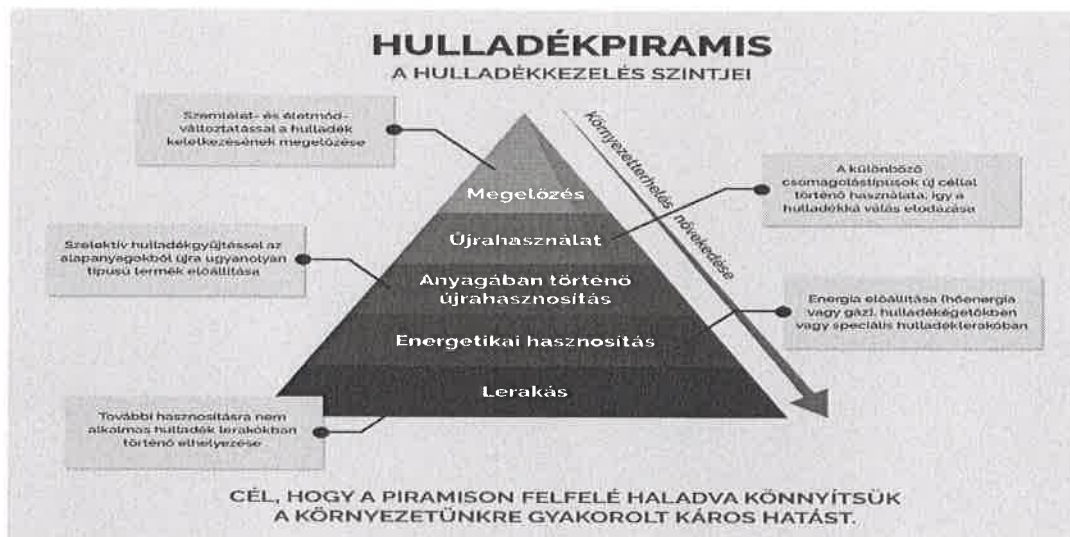 HULLADÉKPIRAMIS
A HULLADÉKKEZELÉS SZINTJEI
Szemlélet- és életmód-
változtatással a hulladék
keletkezésének megelőzése
Környezetterhelés növekedése
Megelőzés
A különböző
csomagolástípusok új céllal
történő használata, így a
hulladékká válás elodázása
Újrahasználat
Szelektív hulladékgyűjtéssel az
alapanyagokból újra ugyanolyan
típusú termék előállítása
Anyagában történő
újrahasznosítás
Energia előállítása (hőenergia
vagy gáz), hulladékégetőkben
vagy speciális hulladéklerakóban
Energetikai hasznosítás
Lerakás
További hasznosításra nem
alkalmas hulladék lerakókban
történő elhelyezése
CÉL, HOGY A PIRAMISON FELFELÉ HALADVA KÖNNYÍTSÜK
A KÖRNYEZETÜNKRE GYAKOROLT KÁROS HATÁST.